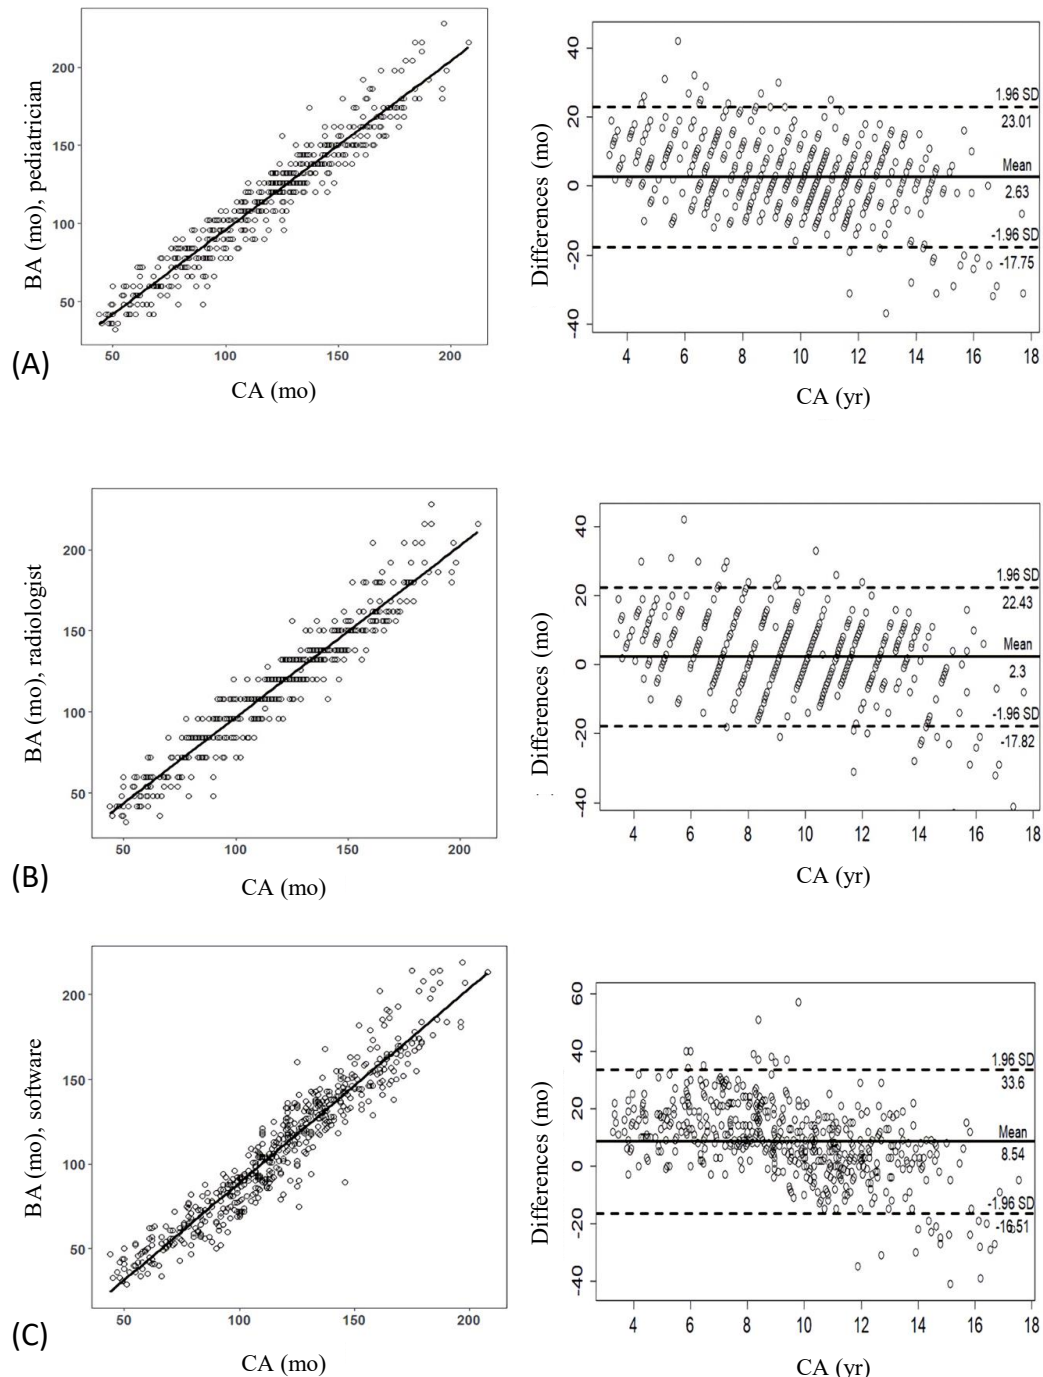 BA (mo), pediatrician
200
150
100
50
50 100 150 200
CA (mo)
Differences (mo)
40
20
0
-20
-40
1.96 SD
23.01
Mean
2.63
-1.96 SD
-17.75
4 6 8 10 12 14 16 18
CA (yr)
(A)
BA (mo), radiologist
200
150
100
50
50 100 150 200
CA (mo)
Differences (mo)
40
20
0
-20
-40
1.96 SD
22.43
Mean
2.3
-1.96 SD
-17.82
4 6 8 10 12 14 16 18
CA (yr)
(B)
BA (mo), software
200
150
100
50
50 100 150 200
CA (mo)
Differences (mo)
60
40
20
0
-20
-40
1.96 SD
33.6
Mean
8.54
-1.96 SD
-16.51
4 6 8 10 12 14 16 18
CA (yr)
(C)